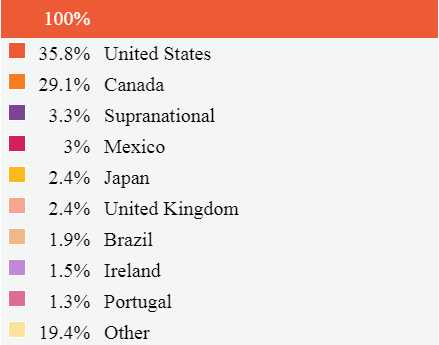 100%
35.8% United States
29.1% Canada
3.3% Supranational
3% Mexico
2.4% Japan
2.4% United Kingdom
1.9% Brazil
1.5% Ireland
1.3% Portugal
19.4% Other